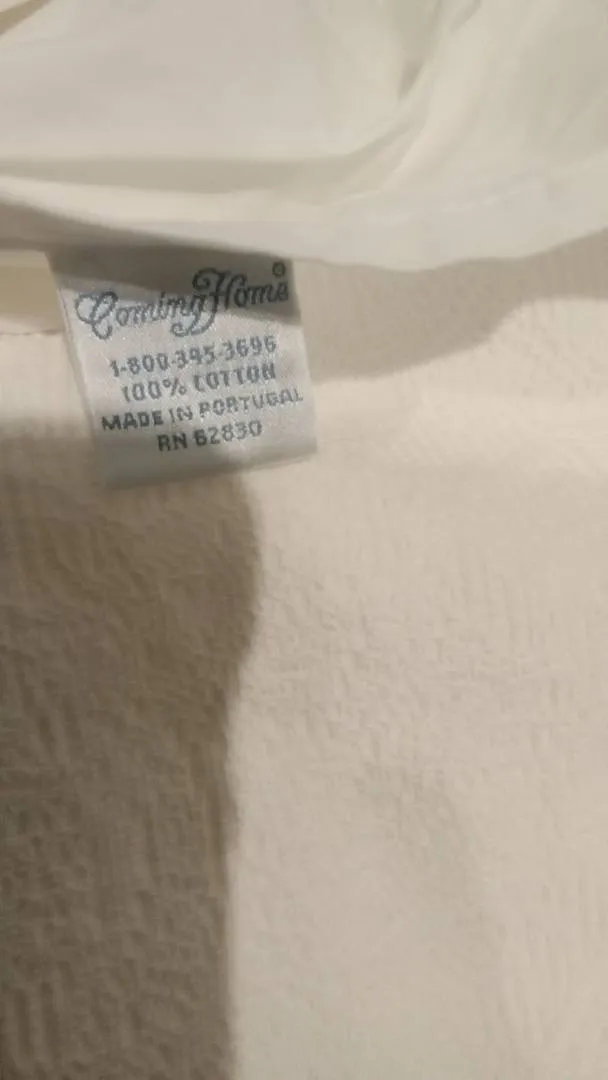 Coming Home®
1-800-345-3696
100% COTTON
MADE IN PORTUGAL
RN 62830